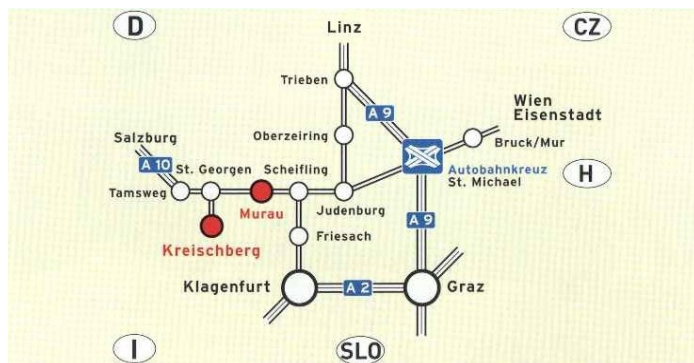 D
CZ
Linz
Trieben
A 9
Wien
Eisenstadt
Oberzeiring
Bruck/Mur
Salzburg
A 10
St. Georgen
Scheifling
Autobahnkreuz
St. Michael
H
Tamsweg
Murau
Judenburg
A 9
Kreischberg
Friesach
Klagenfurt
A 2
Graz
I
SLO